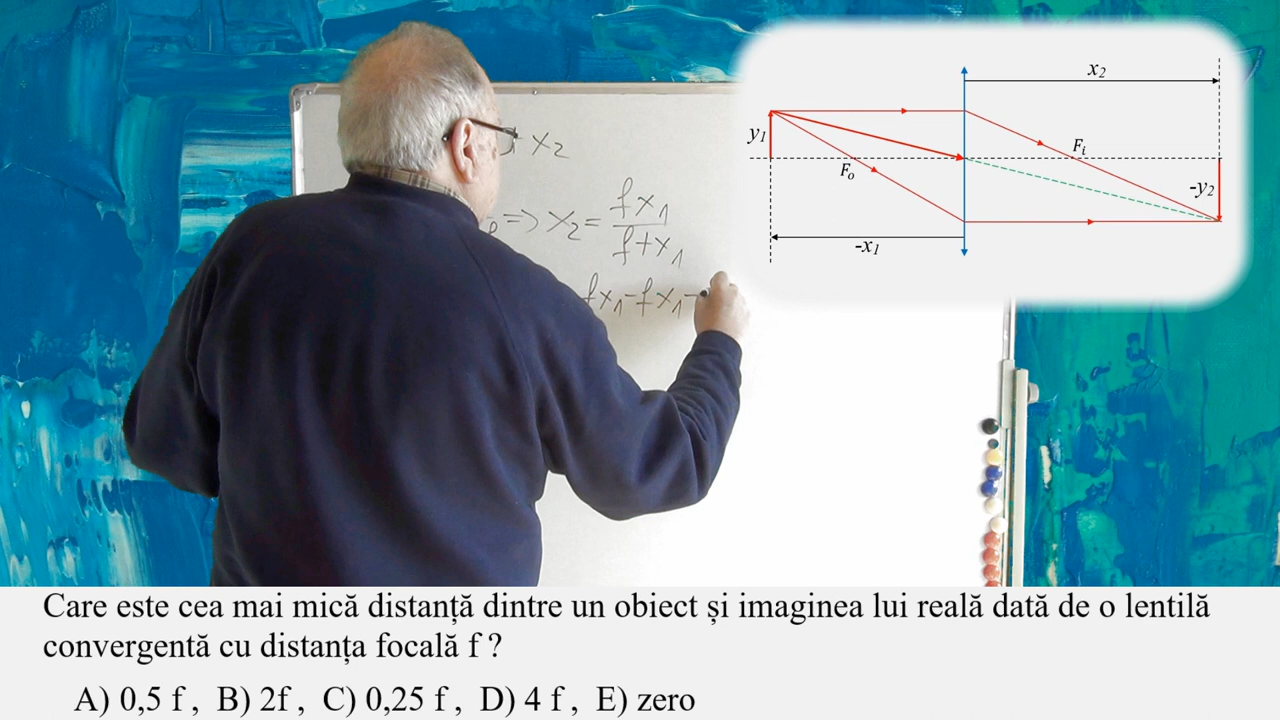 + x₂
⇒ x₂ = fx₁ / f+x₁
fx₁-fx₁-
x₂
y₁
Fₒ
Fᵢ
-y₂
-x₁
Care este cea mai mică distanță dintre un obiect și imaginea lui reală dată de o lentilă
convergentă cu distanța focală f ?
A) 0,5 f , B) 2f , C) 0,25 f , D) 4 f , E) zero